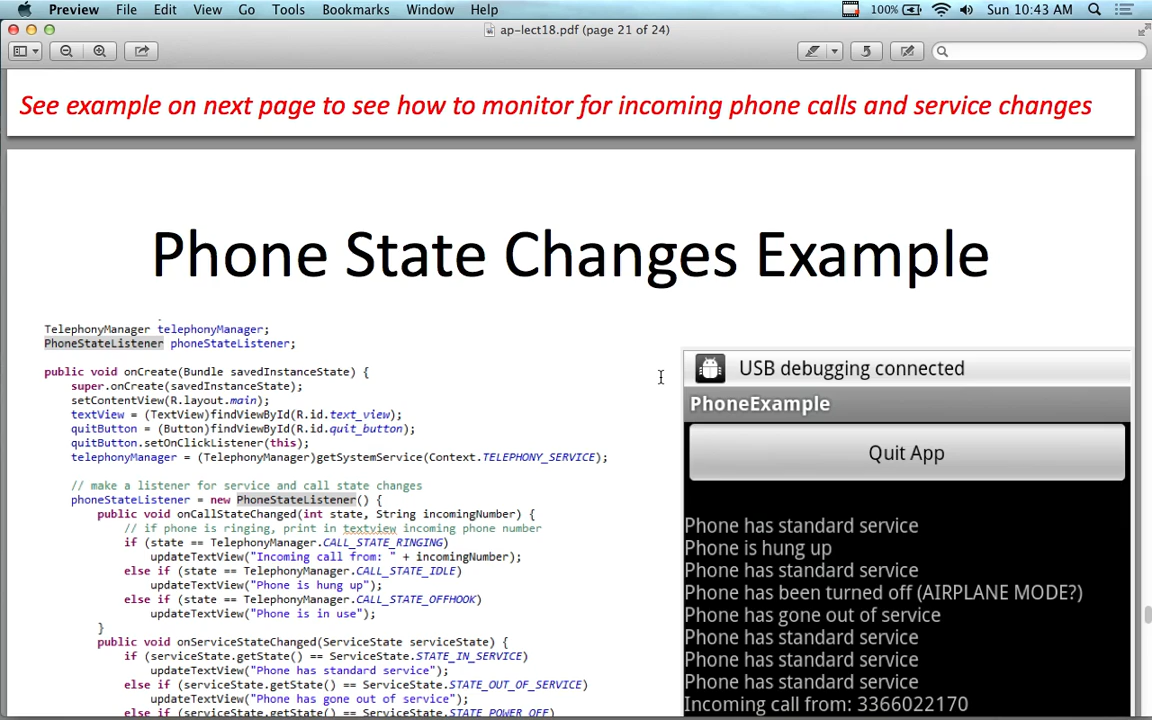 Preview File Edit View Go Tools Bookmarks Window Help 100% Sun 10:43 AM
ap-lect18.pdf (page 21 of 24)
See example on next page to see how to monitor for incoming phone calls and service changes
Phone State Changes Example
TelephonyManager telephonyManager;
PhoneStateListener phoneStateListener;
public void onCreate(Bundle savedInstanceState) {
super.onCreate(savedInstanceState);
setContentView(R.layout.main);
textView = (TextView)findViewById(R.id.text_view);
quitButton = (Button)findViewById(R.id.quit_button);
quitButton.setOnClickListener(this);
telephonyManager = (TelephonyManager)getSystemService(Context.TELEPHONY_SERVICE);
// make a listener for service and call state changes
phoneStateListener = new PhoneStateListener() {
public void onCallStateChanged(int state, String incomingNumber) {
// if phone is ringing, print in textview incoming phone number
if (state == TelephonyManager.CALL_STATE_RINGING)
updateTextView("Incoming call from: " + incomingNumber);
else if (state == TelephonyManager.CALL_STATE_IDLE)
updateTextView("Phone is hung up");
else if (state == TelephonyManager.CALL_STATE_OFFHOOK)
updateTextView("Phone is in use");
}
public void onServiceStateChanged(ServiceState serviceState) {
if (serviceState.getState() == ServiceState.STATE_IN_SERVICE)
updateTextView("Phone has standard service");
else if (serviceState.getState() == ServiceState.STATE_OUT_OF_SERVICE)
updateTextView("Phone has gone out of service");
else if (serviceState.getState() == ServiceState.STATE_POWER_OFF)
USB debugging connected
PhoneExample
Quit App
Phone has standard service
Phone is hung up
Phone has standard service
Phone has been turned off (AIRPLANE MODE?)
Phone has gone out of service
Phone has standard service
Phone has standard service
Phone has standard service
Incoming call from: 3366022170